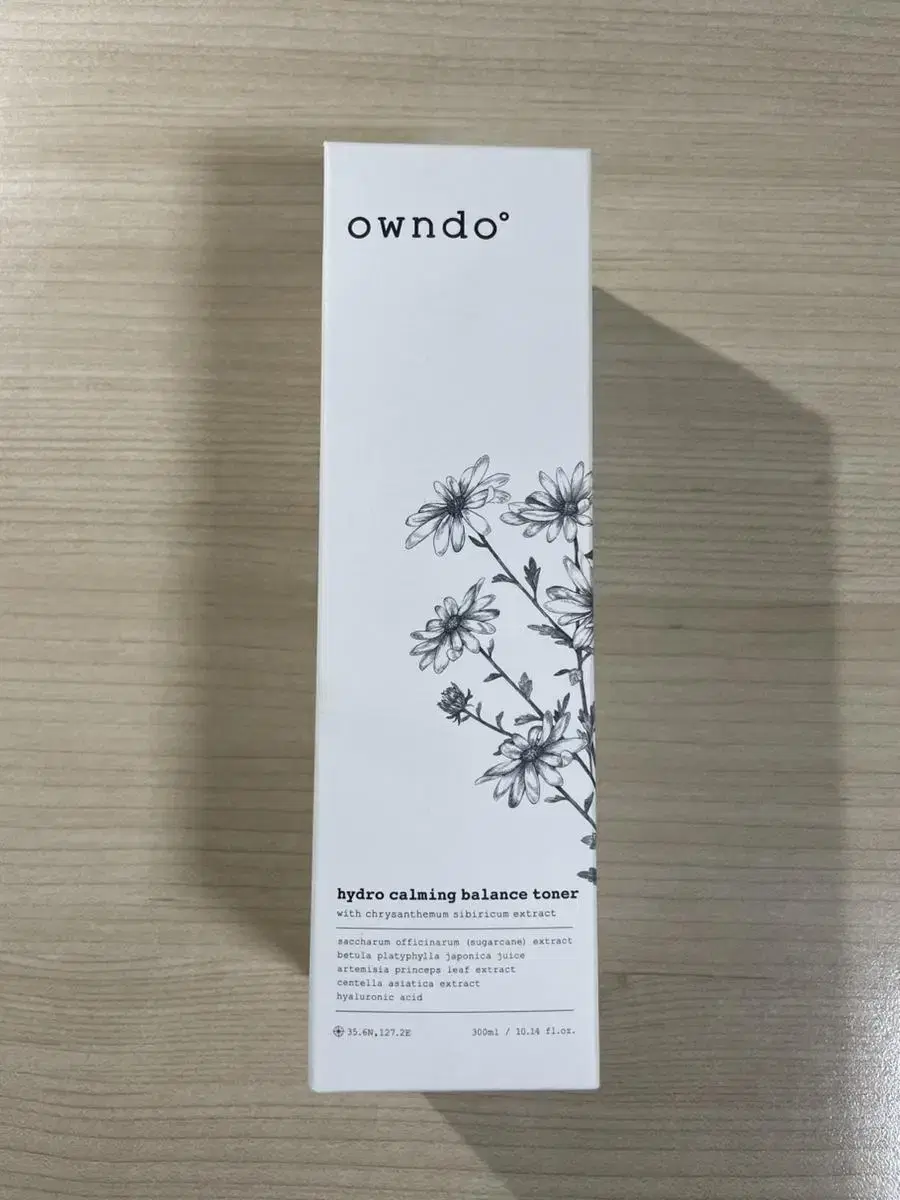 owndo°
hydro calming balance toner
with chrysanthemum sibiricum extract
saccharum officinarum (sugarcane) extract
betula platyphylla japonica juice
artemisia princeps leaf extract
centella asiatica extract
hyaluronic acid
35.6N,127.2E 300ml / 10.14 fl.oz.